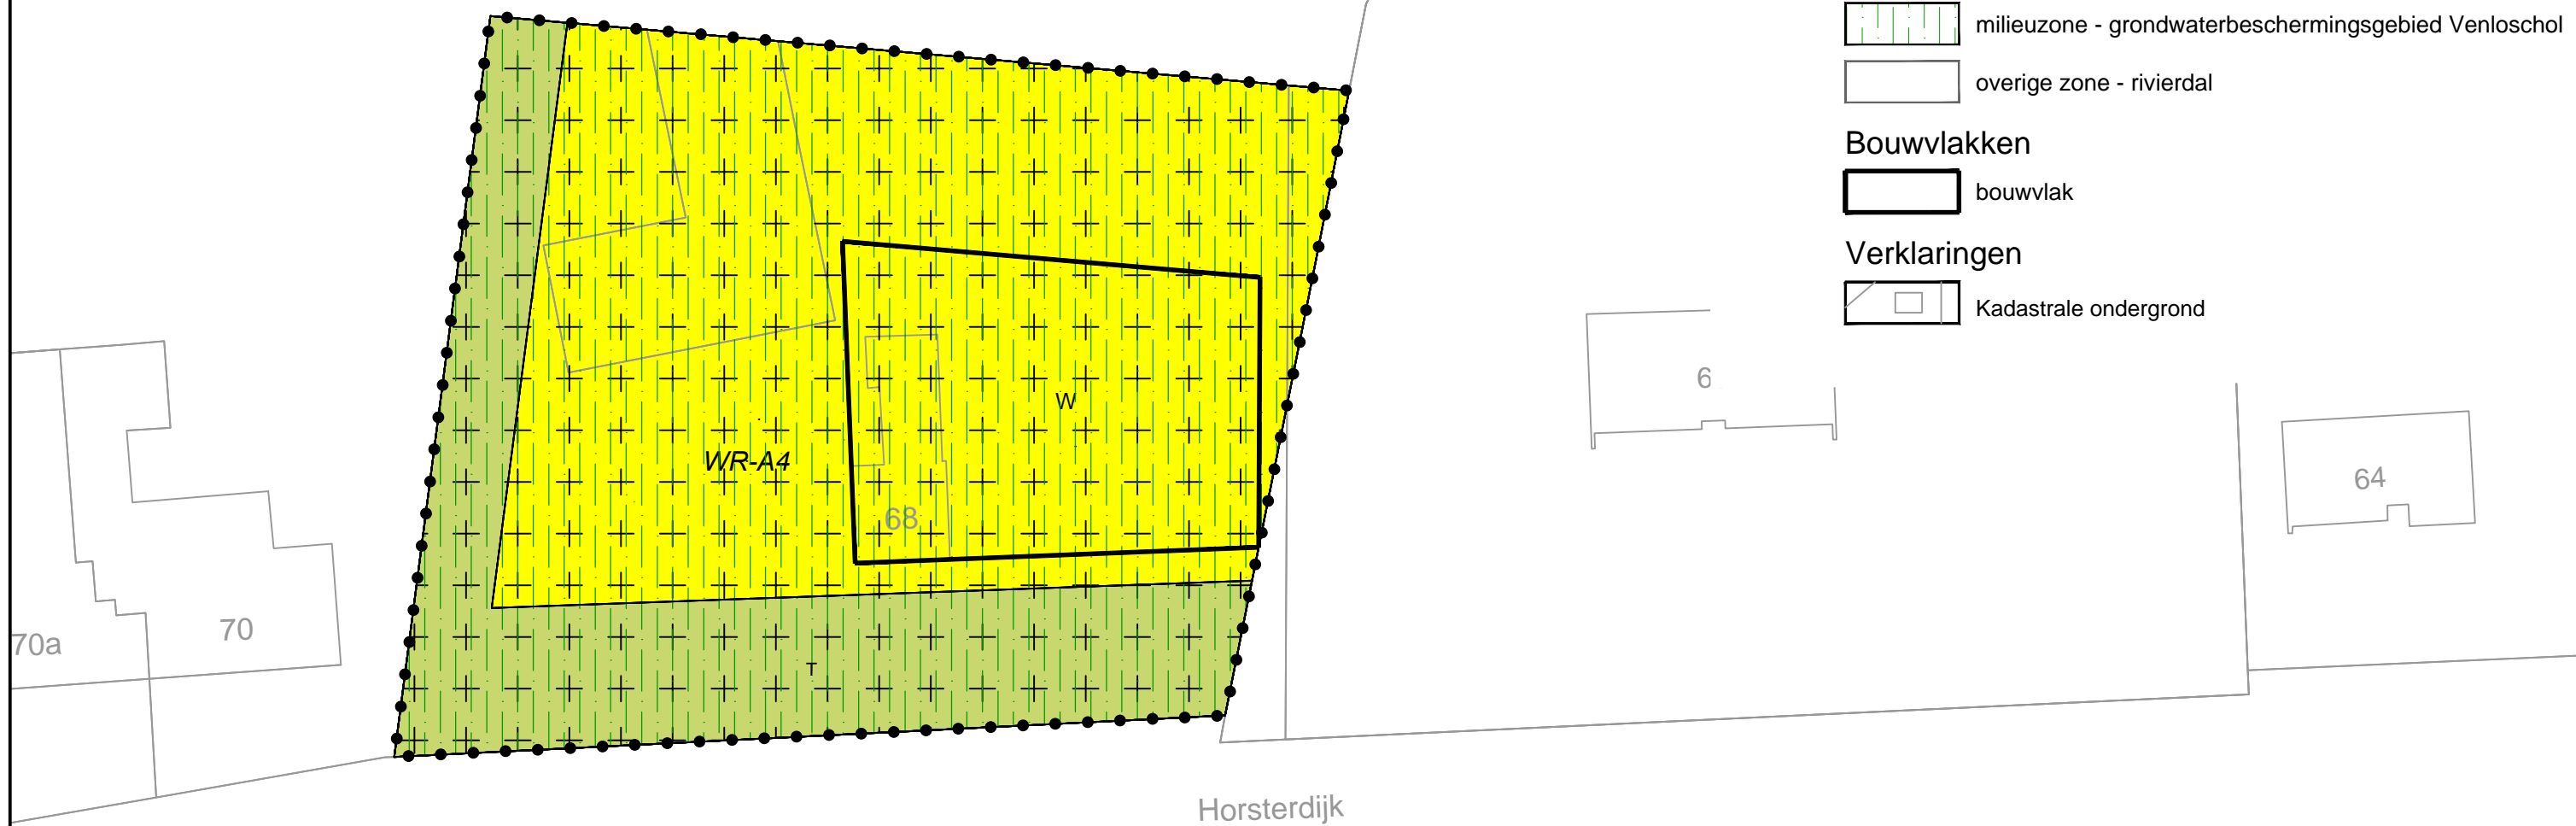 milieuzone - grondwaterbeschermingsgebied Venloschol
overige zone - rivierdal
Bouwvlakken
bouwvlak
Verklaringen
Kadastrale ondergrond
W
WR-A4
68
T
70a
70
6
64
Horsterdijk